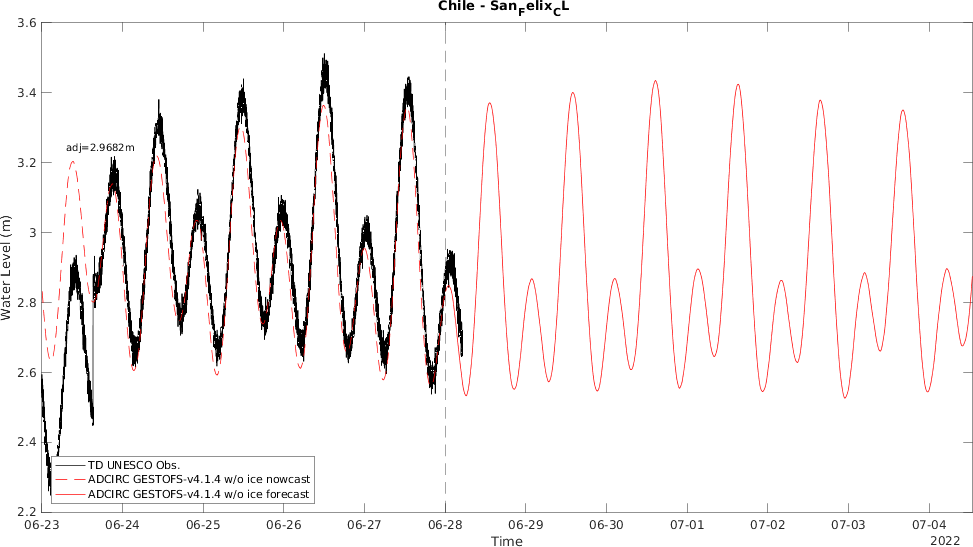 Chile - SanFelixCL
3.6
3.4
3.2
3
2.8
2.6
2.4
2.2
Water Level (m)
adj=2.9682m
TD UNESCO Obs.
ADCIRC GESTOFS-v4.1.4 w/o ice nowcast
ADCIRC GESTOFS-v4.1.4 w/o ice forecast
06-23 06-24 06-25 06-26 06-27 06-28 06-29 06-30 07-01 07-02 07-03 07-04
Time
2022